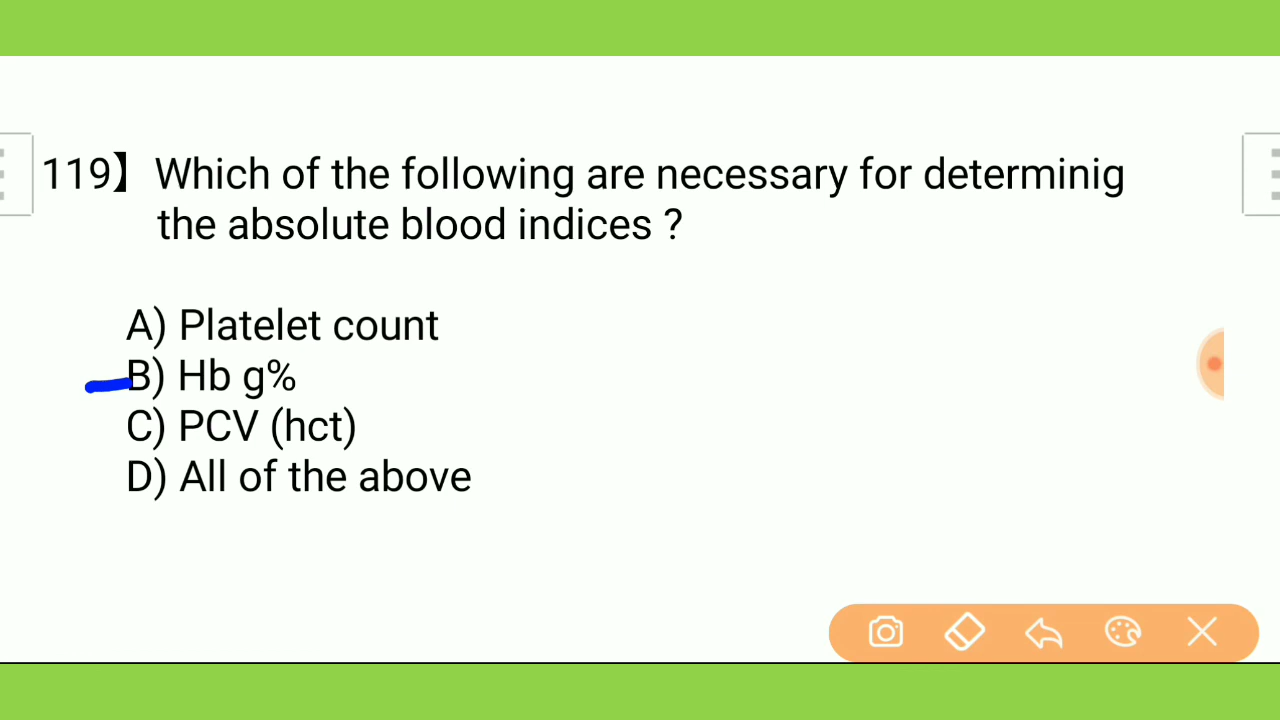 119】 Which of the following are necessary for determinig
the absolute blood indices ?
A) Platelet count
B) Hb g%
C) PCV (hct)
D) All of the above